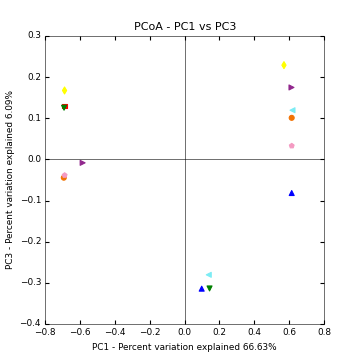 PCoA - PC1 vs PC3
PC3 - Percent variation explained 6.09%
0.3
0.2
0.1
0.0
−0.1
−0.2
−0.3
−0.4
−0.8 −0.6 −0.4 −0.2 0.0 0.2 0.4 0.6 0.8
PC1 - Percent variation explained 66.63%